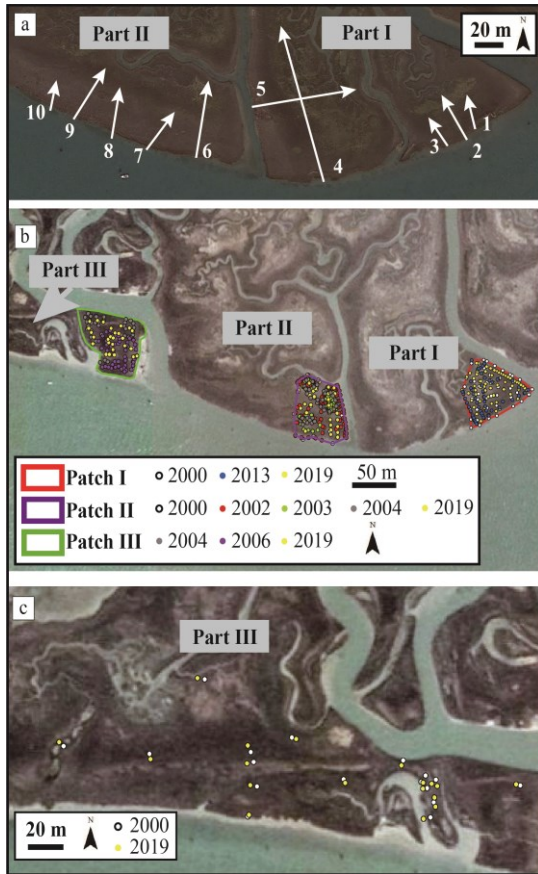 a
Part II
Part I
20 m
N
5
10
9
8
7
6
4
3
2
1
b
Part III
Part II
Part I
Patch I 2000 2013 2019 50 m
Patch II 2000 2002 2003 2004 2019
Patch III 2004 2006 2019
N
c
Part III
20 m
N
2000
2019